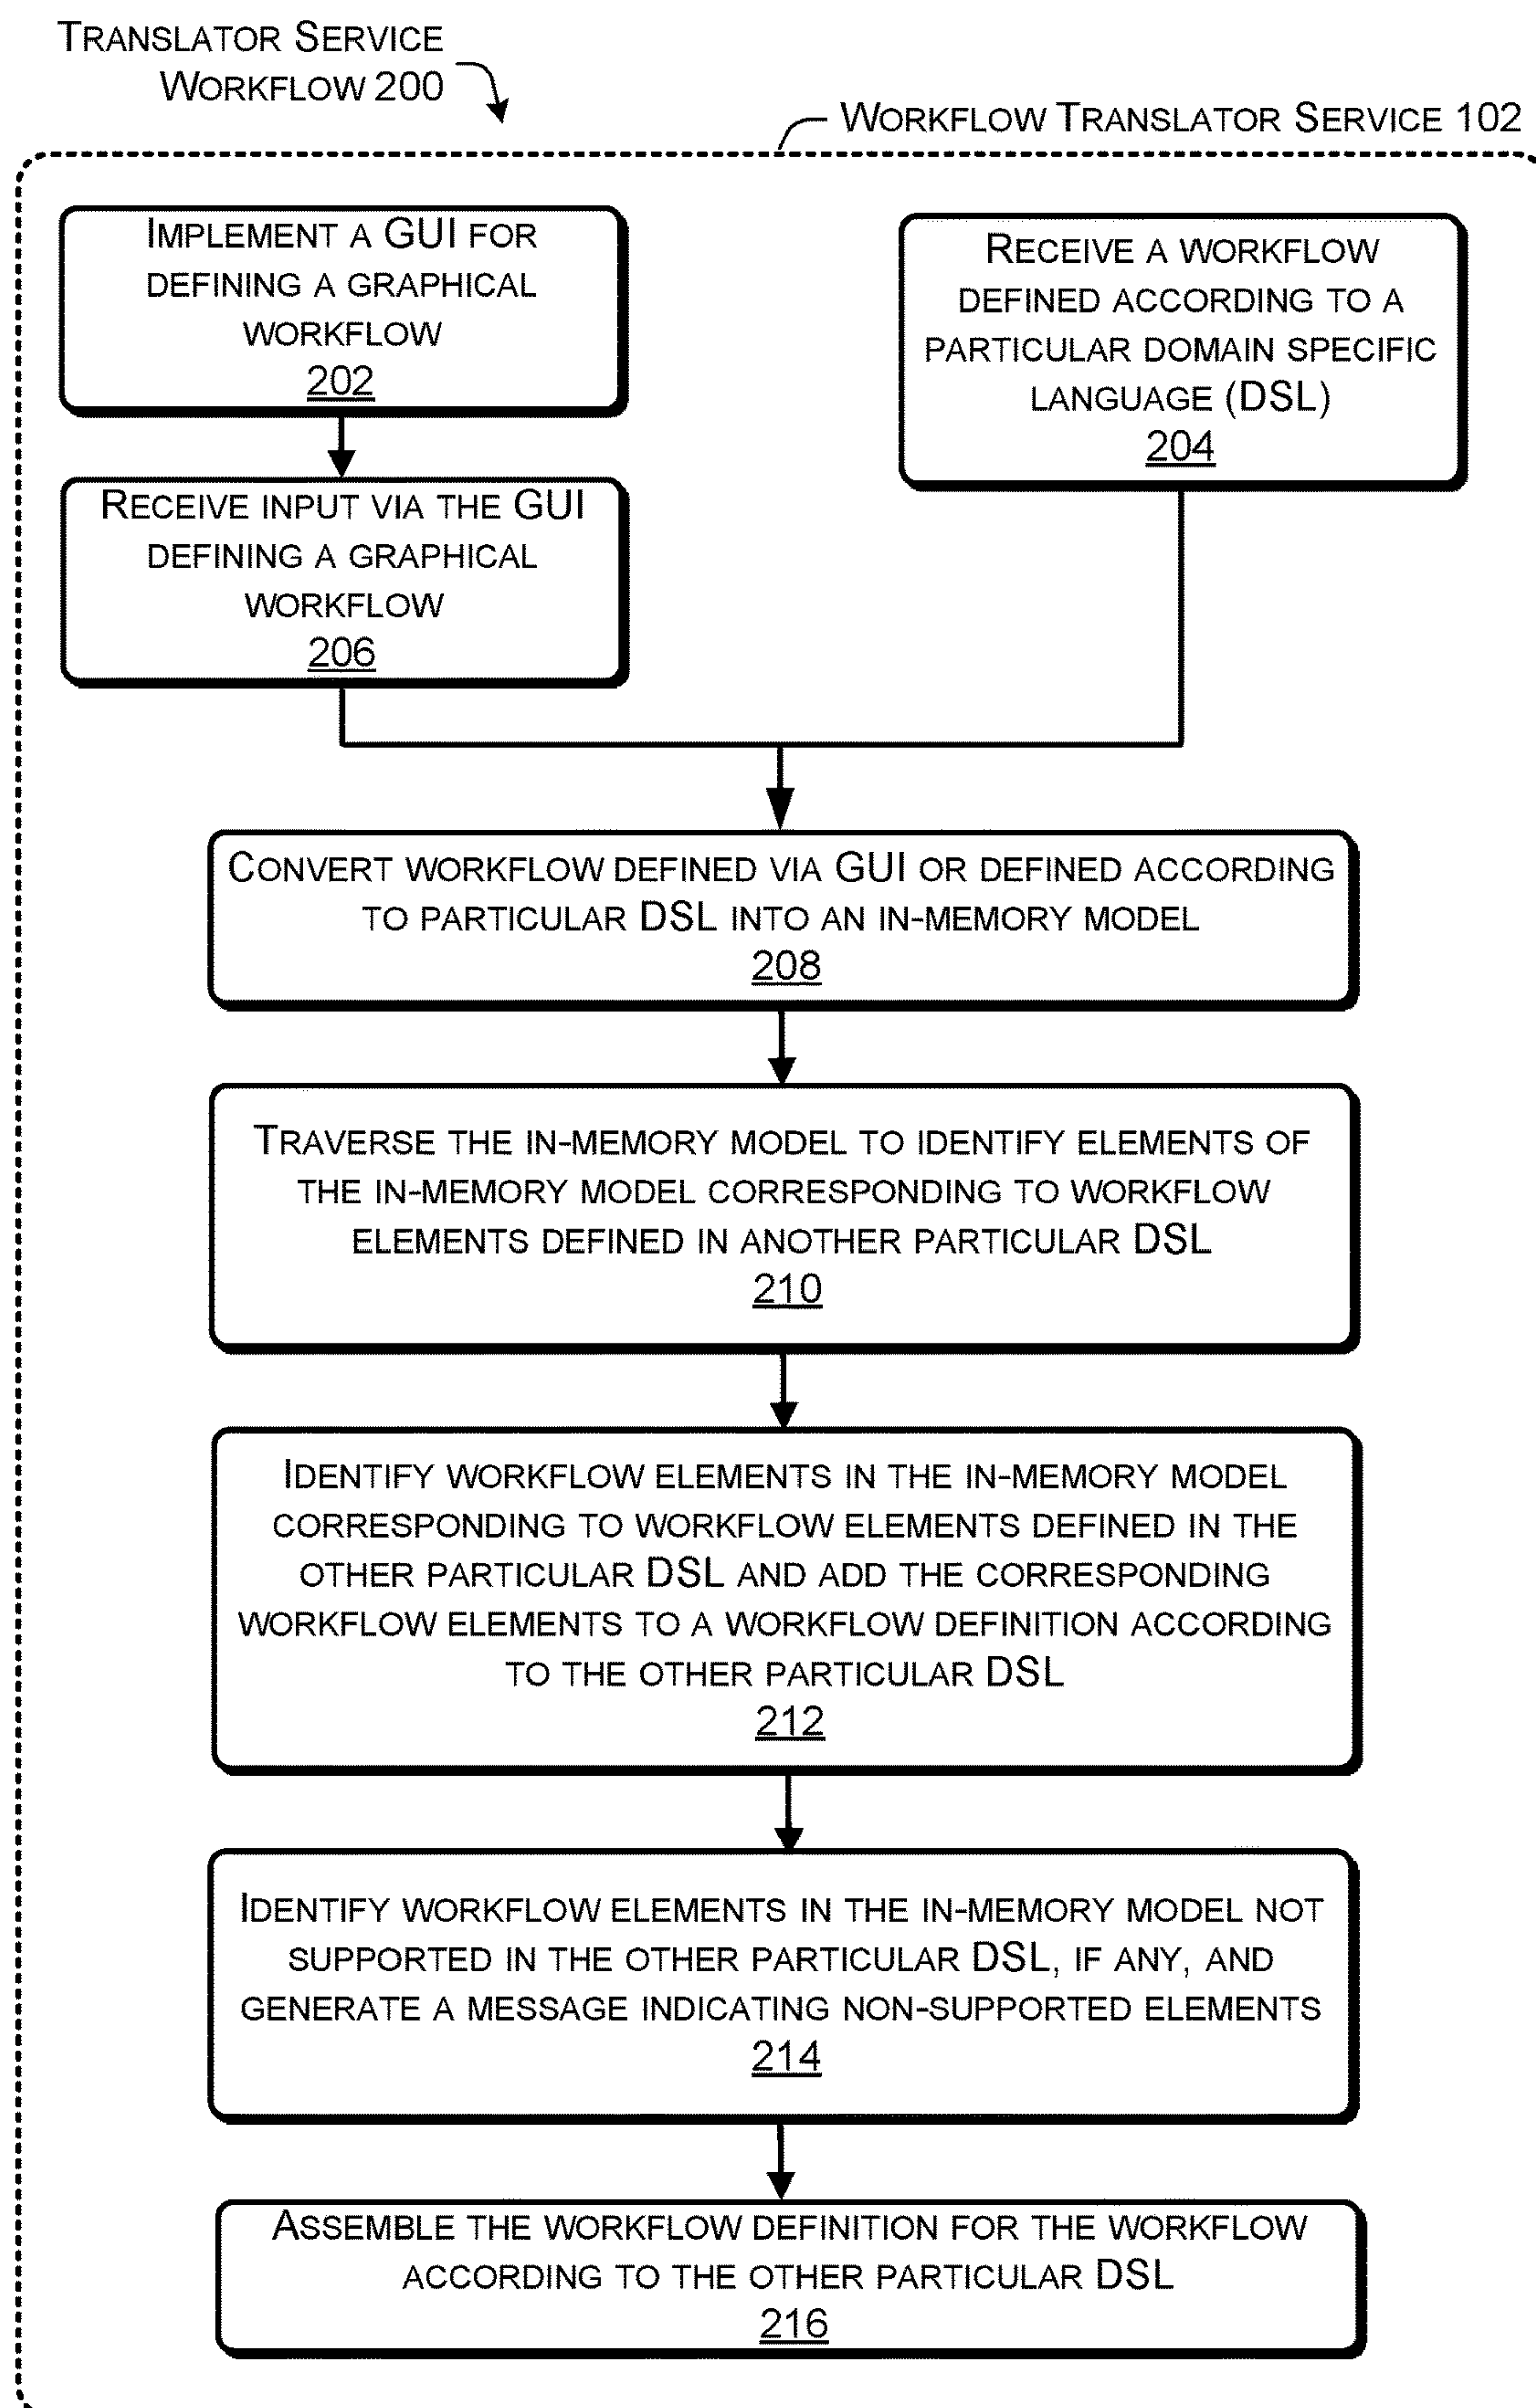 TRANSLATOR SERVICE
WORKFLOW 200
WORKFLOW TRANSLATOR SERVICE 102
IMPLEMENT A GUI FOR
DEFINING A GRAPHICAL
WORKFLOW
202
RECEIVE A WORKFLOW
DEFINED ACCORDING TO A
PARTICULAR DOMAIN SPECIFIC
LANGUAGE (DSL)
204
RECEIVE INPUT VIA THE GUI
DEFINING A GRAPHICAL
WORKFLOW
206
CONVERT WORKFLOW DEFINED VIA GUI OR DEFINED ACCORDING
TO PARTICULAR DSL INTO AN IN-MEMORY MODEL
208
TRAVERSE THE IN-MEMORY MODEL TO IDENTIFY ELEMENTS OF
THE IN-MEMORY MODEL CORRESPONDING TO WORKFLOW
ELEMENTS DEFINED IN ANOTHER PARTICULAR DSL
210
IDENTIFY WORKFLOW ELEMENTS IN THE IN-MEMORY MODEL
CORRESPONDING TO WORKFLOW ELEMENTS DEFINED IN THE
OTHER PARTICULAR DSL AND ADD THE CORRESPONDING
WORKFLOW ELEMENTS TO A WORKFLOW DEFINITION ACCORDING
TO THE OTHER PARTICULAR DSL
212
IDENTIFY WORKFLOW ELEMENTS IN THE IN-MEMORY MODEL NOT
SUPPORTED IN THE OTHER PARTICULAR DSL, IF ANY, AND
GENERATE A MESSAGE INDICATING NON-SUPPORTED ELEMENTS
214
ASSEMBLE THE WORKFLOW DEFINITION FOR THE WORKFLOW
ACCORDING TO THE OTHER PARTICULAR DSL
216